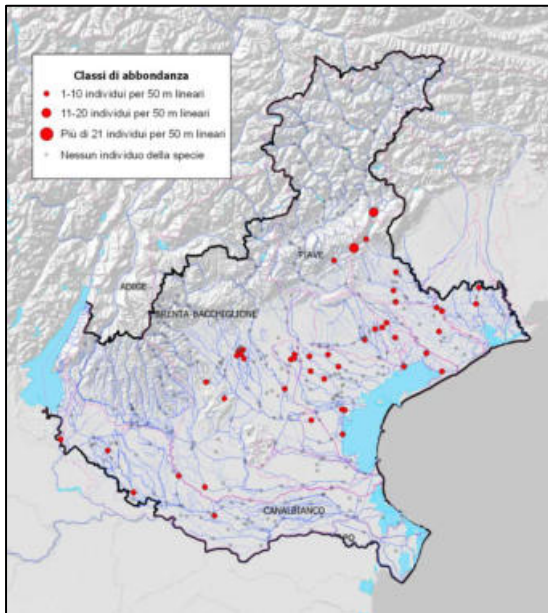 Classi di abbondanza
1-10 individui per 50 m lineari
11-20 individui per 50 m lineari
Più di 21 individui per 50 m lineari
Nessun individuo della specie
PIAVE
ADIGE
BRENTA-BACCHIGLIONE
CANALBIANCO
PO